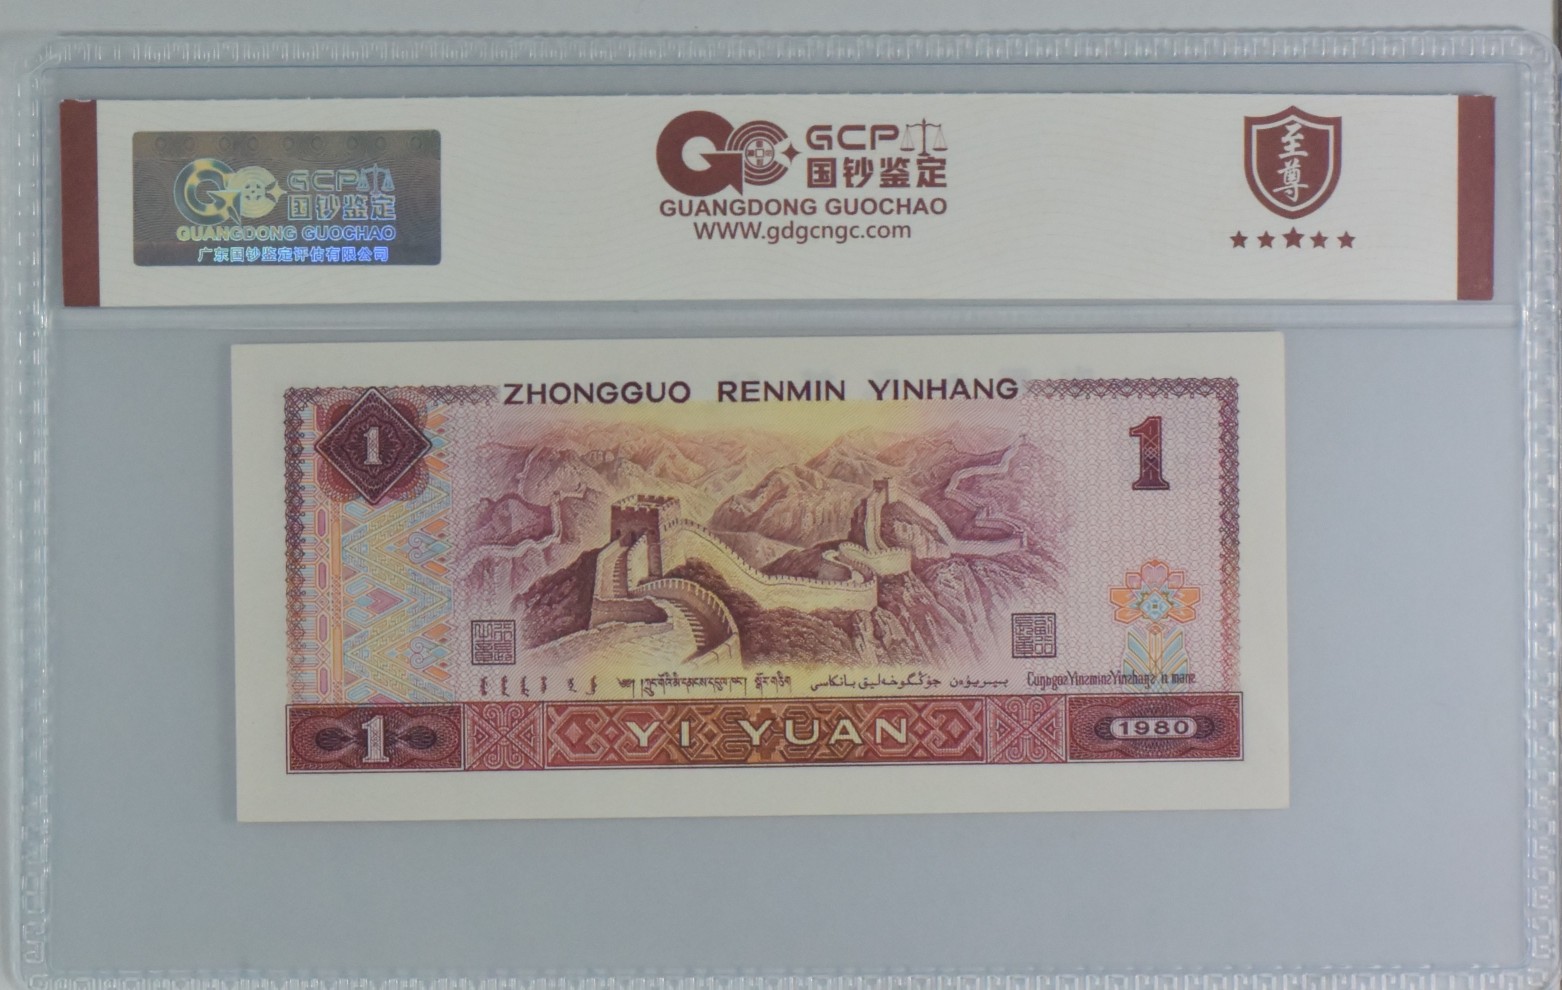 GCP
国钞鉴定
GUANGDONG GUOCHAO
广东国钞鉴定评估有限公司
GCP
国钞鉴定
GUANGDONG GUOCHAO
WWW.gdgcngc.com
至尊
ZHONGGUO RENMIN YINHANG
1
1
جۇڭگوخەلىق بانكاسى
1
YI YUAN
1980